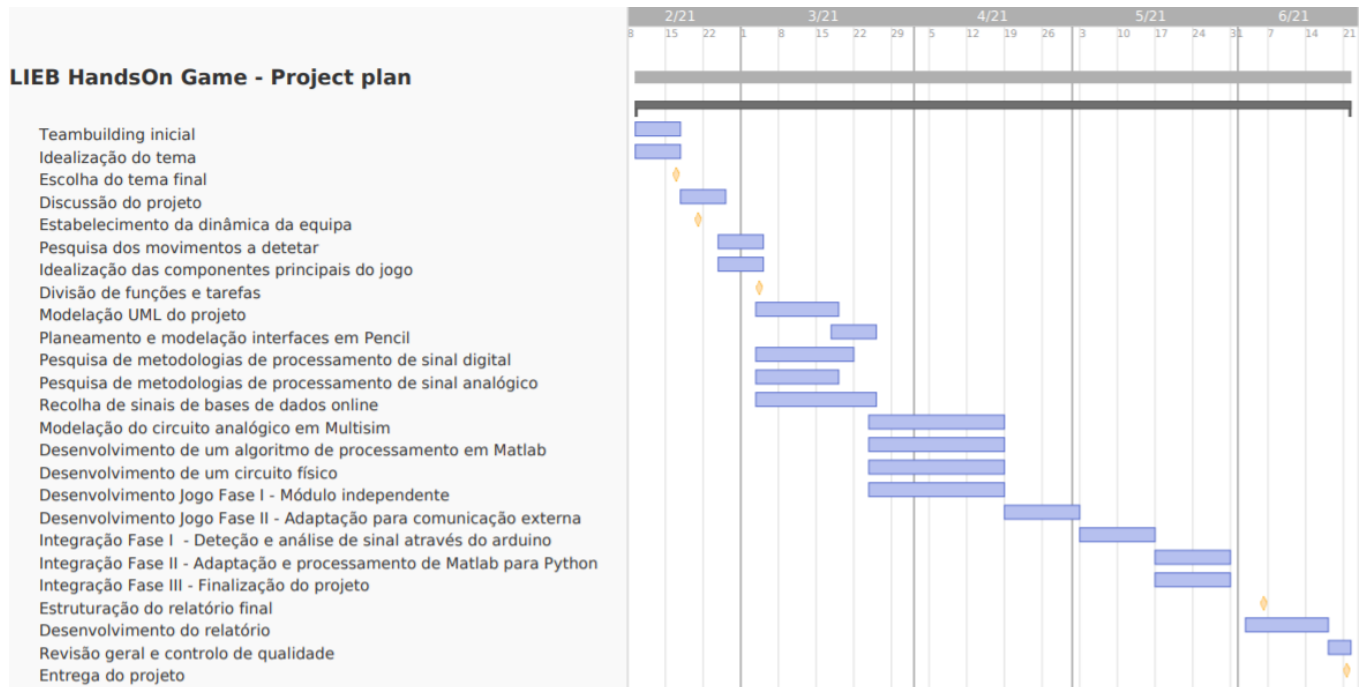 2/21 3/21 4/21 5/21 6/21
8 15 22 1 8 15 22 29 5 12 19 26 3 10 17 24 31 7 14 21
LIEB HandsOn Game - Project plan
Teambuilding inicial
Idealização do tema
Escolha do tema final
Discussão do projeto
Estabelecimento da dinâmica da equipa
Pesquisa dos movimentos a detetar
Idealização das componentes principais do jogo
Divisão de funções e tarefas
Modelação UML do projeto
Planeamento e modelação interfaces em Pencil
Pesquisa de metodologias de processamento de sinal digital
Pesquisa de metodologias de processamento de sinal analógico
Recolha de sinais de bases de dados online
Modelação do circuito analógico em Multisim
Desenvolvimento de um algoritmo de processamento em Matlab
Desenvolvimento de um circuito físico
Desenvolvimento Jogo Fase I - Módulo independente
Desenvolvimento Jogo Fase II - Adaptação para comunicação externa
Integração Fase I - Deteção e análise de sinal através do arduino
Integração Fase II - Adaptação e processamento de Matlab para Python
Integração Fase III - Finalização do projeto
Estruturação do relatório final
Desenvolvimento do relatório
Revisão geral e controlo de qualidade
Entrega do projeto